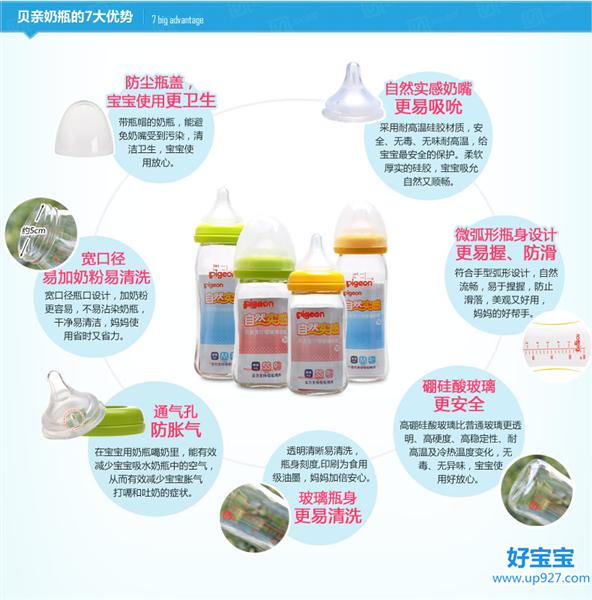 贝亲奶瓶的7大优势 7 big advantage
防尘瓶盖，
宝宝使用更卫生
带瓶帽的奶瓶，能避
免奶嘴受到污染，清
洁卫生，宝宝使
用放心。
自然实感奶嘴
更易吸吮
采用耐高温硅胶材质，安
全、无毒、无味耐高温，给
宝宝最安全的保护。柔软
厚实的硅胶，宝宝吸允
自然又顺畅。
约5cm
宽口径
易加奶粉易清洗
宽口径瓶口设计，加奶粉
更容易，不易沾染奶瓶，
干净易清洁，妈妈使
用省时又省力。
微弧形瓶身设计
更易握、防滑
符合手型弧形设计，自然
流畅，易于捏握，防止
滑落，美观又好用，
妈妈的好帮手。
pigeon
自然实感
pigeon
自然实感
pigeon
自然实感
pigeon
通气孔
防胀气
在宝宝用奶瓶喝奶里，能有效
减少宝宝吸水奶瓶中的空气，
从而有效减少宝宝胀气
打嗝和吐奶的症状。
硼硅酸玻璃
更安全
高硼硅酸玻璃比普通玻璃更透
明、高硬度、高稳定性、耐
高温及冷热温度变化，无
毒、无异味，宝宝使
用好放心。
透明清晰易清洗，
瓶身刻度,印刷为食用
级油墨，妈妈加倍安心。
玻璃瓶身
更易清洗
好宝宝
www.up927.com